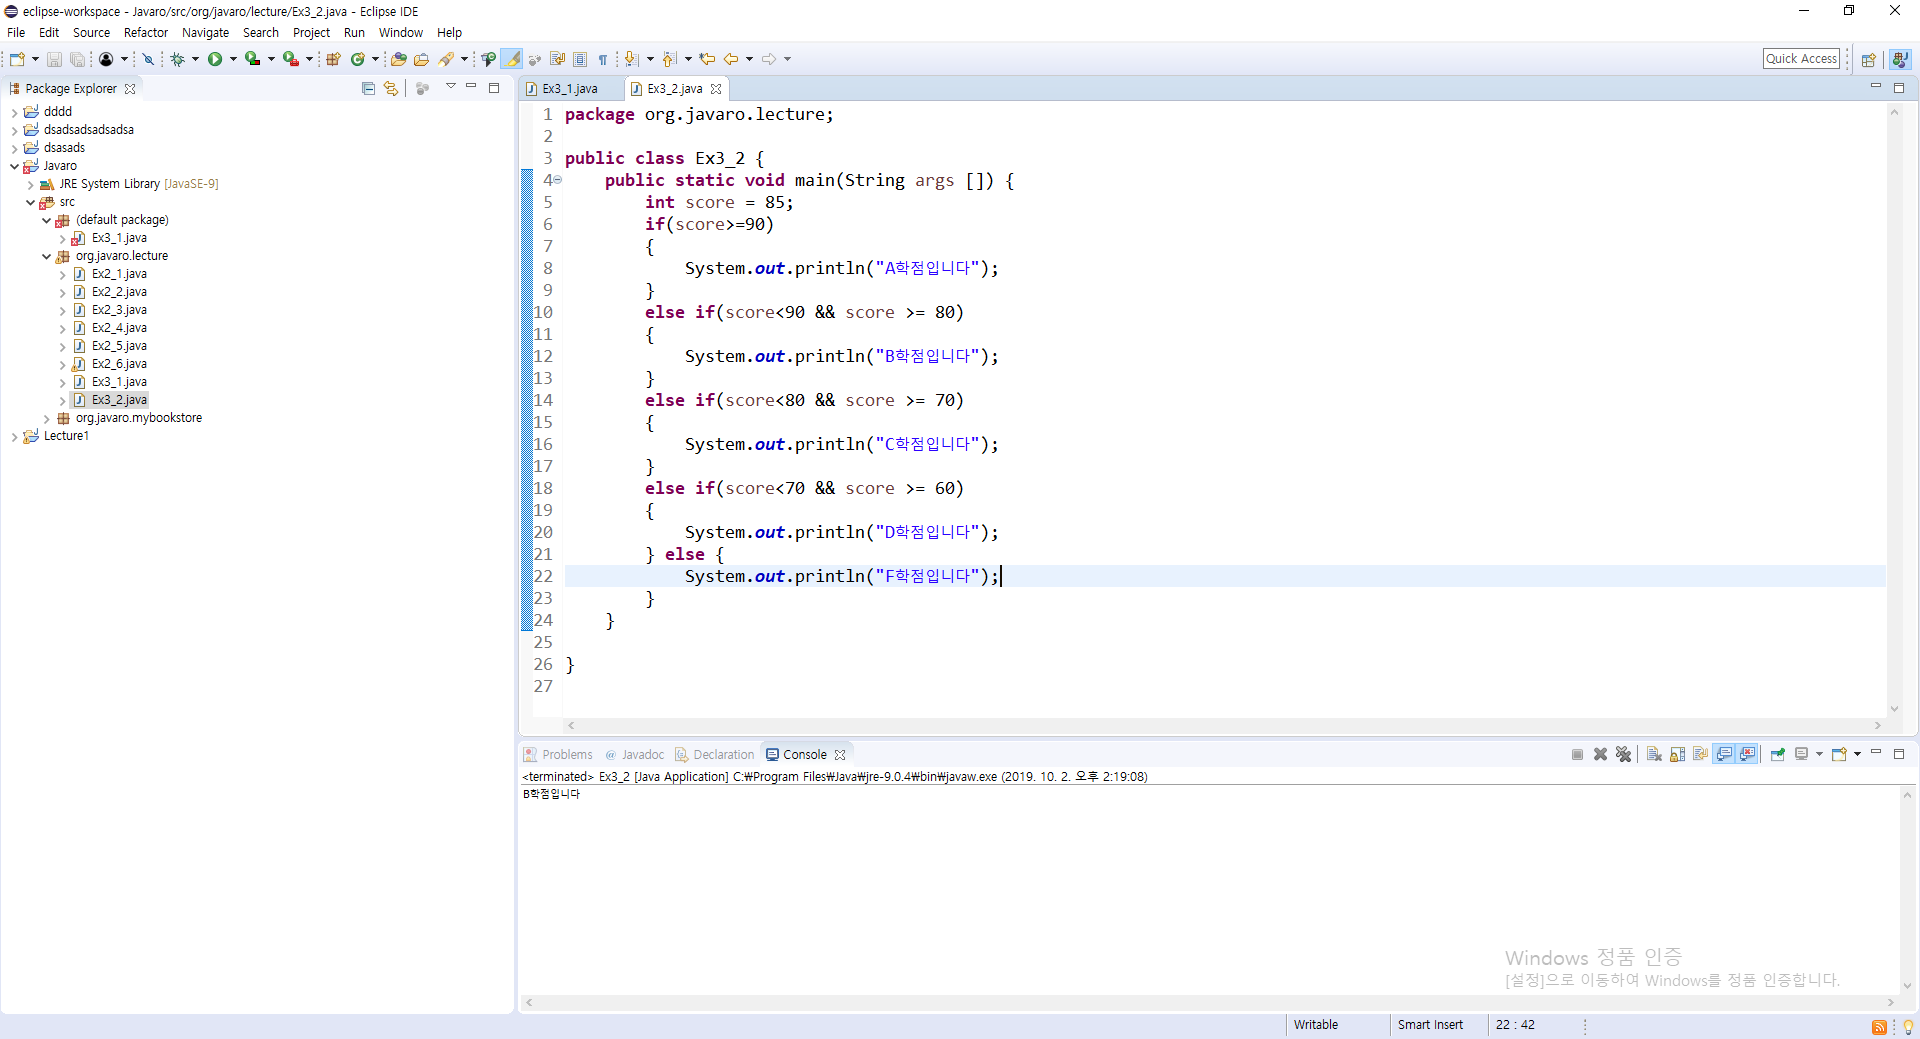 eclipse-workspace - Javaro/src/org/javaro/lecture/Ex3_2.java - Eclipse IDE
File Edit Source Refactor Navigate Search Project Run Window Help
Quick Access
Package Explorer
dddd
dsadsadsadsadsa
dsasads
Javaro
JRE System Library [JavaSE-9]
src
(default package)
Ex3_1.java
org.javaro.lecture
Ex2_1.java
Ex2_2.java
Ex2_3.java
Ex2_4.java
Ex2_5.java
Ex2_6.java
Ex3_1.java
Ex3_2.java
org.javaro.mybookstore
Lecture1
Ex3_1.java Ex3_2.java
1 package org.javaro.lecture;
2
3 public class Ex3_2 {
4 public static void main(String args []) {
5 int score = 85;
6 if(score>=90)
7 {
8 System.out.println("A학점입니다");
9 }
10 else if(score<90 && score >= 80)
11 {
12 System.out.println("B학점입니다");
13 }
14 else if(score<80 && score >= 70)
15 {
16 System.out.println("C학점입니다");
17 }
18 else if(score<70 && score >= 60)
19 {
20 System.out.println("D학점입니다");
21 } else {
22 System.out.println("F학점입니다");
23 }
24 }
25
26 }
27
Problems @ Javadoc Declaration Console
<terminated> Ex3_2 [Java Application] C:₩Program Files₩Java₩jre-9.0.4₩bin₩javaw.exe (2019. 10. 2. 오후 2:19:08)
B학점입니다
Windows 정품 인증
[설정]으로 이동하여 Windows를 정품 인증합니다.
Writable Smart Insert 22 : 42